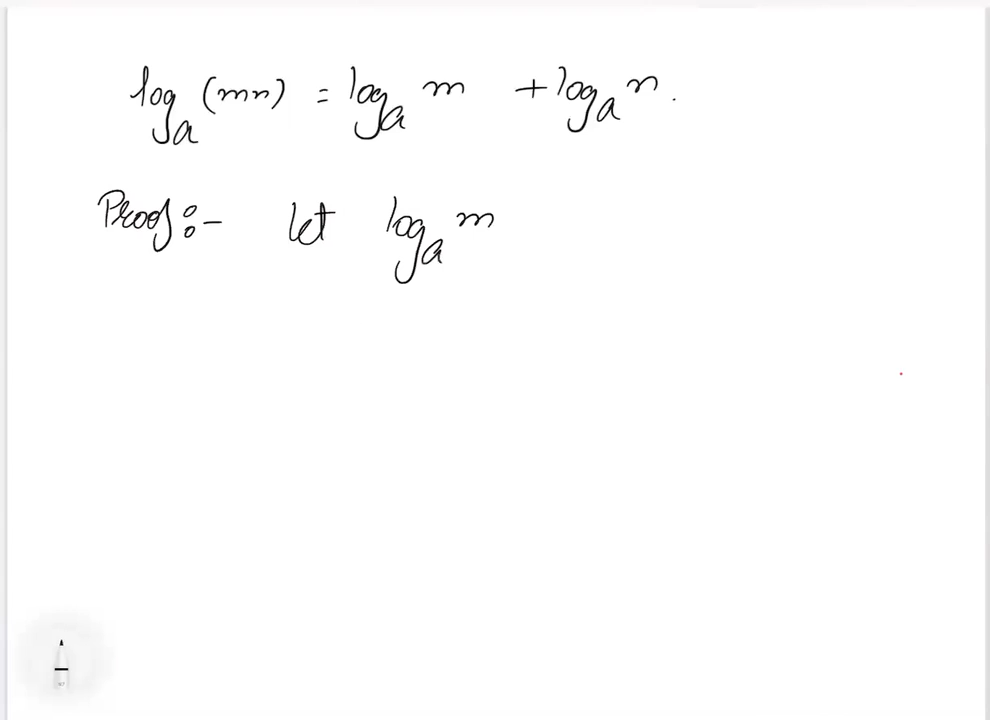 log_a (mn) = log_a m + log_a n.
Proof :- let log_a m